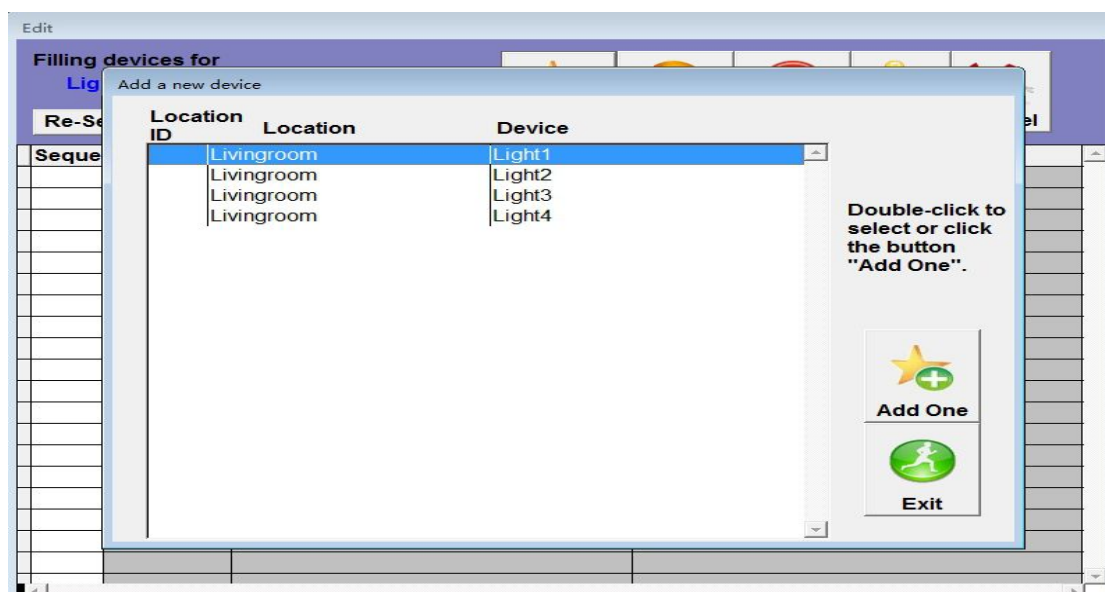 Edit
Filling devices for
Lig
Add a new device
Re-Se
el
Location ID Location Device
Seque
Livingroom Light1
Livingroom Light2
Livingroom Light3
Livingroom Light4
Double-click to
select or click
the button
"Add One".
Add One
Exit